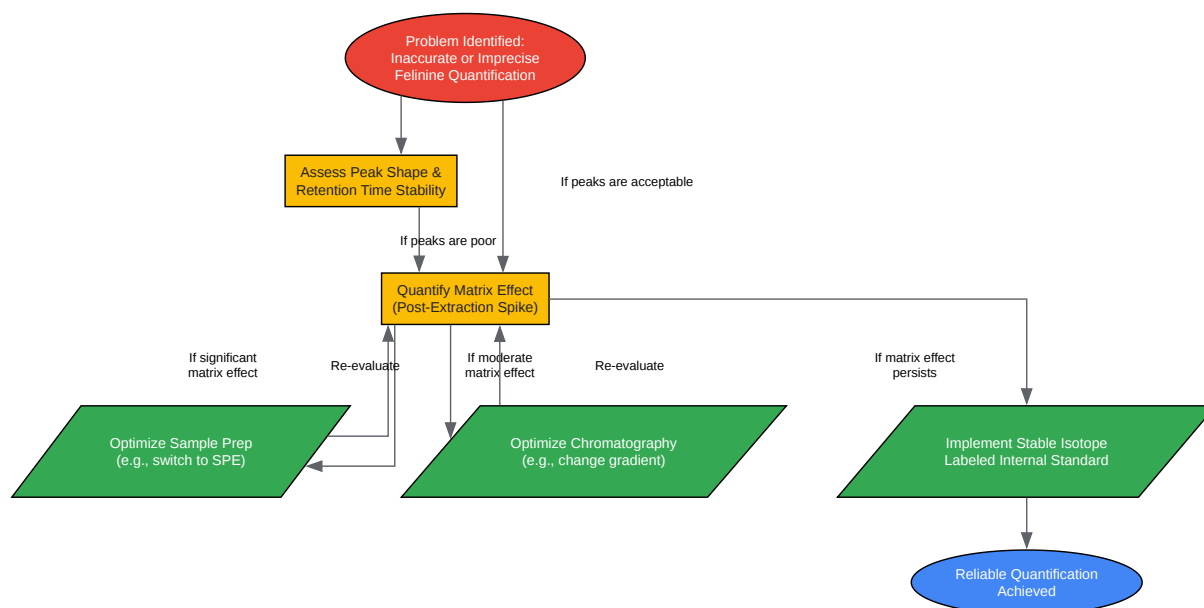 Problem Identified:
Inaccurate or Imprecise
Felinine Quantification
Assess Peak Shape &
Retention Time Stability
If peaks are acceptable
If peaks are poor
Quantify Matrix Effect
(Post-Extraction Spike)
If significant
matrix effect
Re-evaluate
If moderate
matrix effect
Re-evaluate
If matrix effect
persists
Optimize Sample Prep
(e.g., switch to SPE)
Optimize Chromatography
(e.g., change gradient)
Implement Stable Isotope
Labeled Internal Standard
Reliable Quantification
Achieved